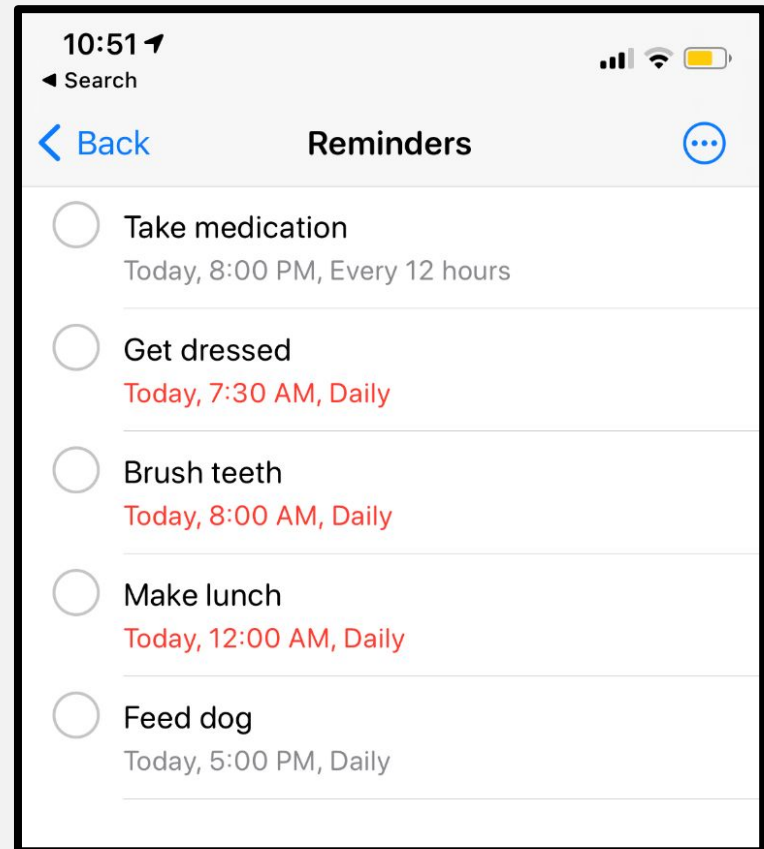 10:51
Search
Back
Reminders
Take medication
Today, 8:00 PM, Every 12 hours
Get dressed
Today, 7:30 AM, Daily
Brush teeth
Today, 8:00 AM, Daily
Make lunch
Today, 12:00 AM, Daily
Feed dog
Today, 5:00 PM, Daily